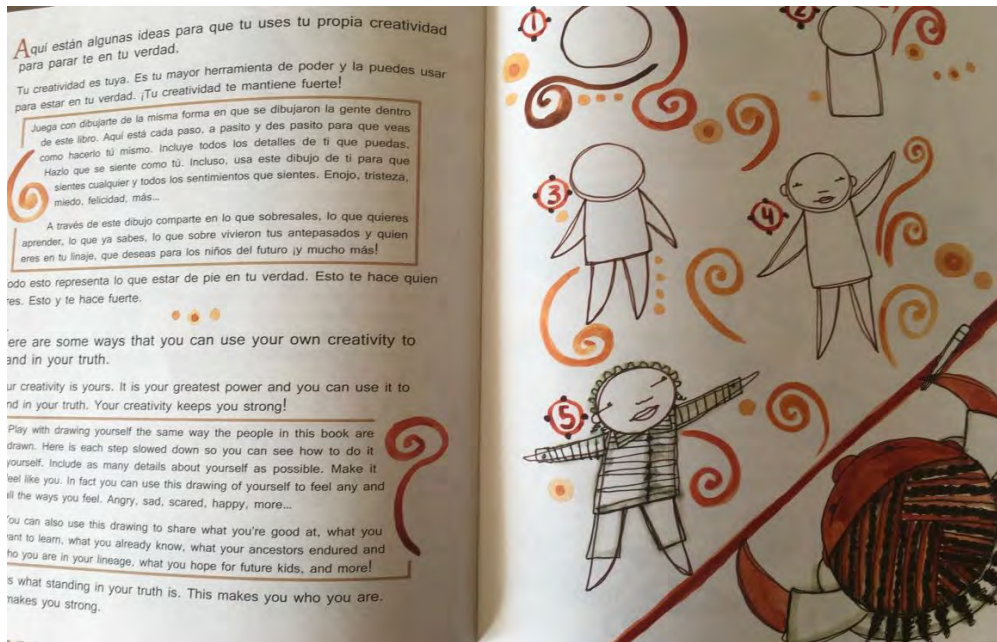 Aquí están algunas ideas para que tu uses tu propia creatividad
para parar te en tu verdad.
Tu creatividad es tuya. Es tu mayor herramienta de poder y la puedes usar
para estar en tu verdad. ¡Tu creatividad te mantiene fuerte!
Juega con dibujarte de la misma forma en que se dibujaron la gente dentro
de este libro. Aquí está cada paso, a pasito y des pasito para que veas
como hacerlo tú mismo. Incluye todos los detalles de ti que puedas.
Hazlo que se siente como tú. Incluso, usa este dibujo de ti para que
sientes cualquier y todos los sentimientos que sientes. Enojo, tristeza,
miedo, felicidad, más...
A través de este dibujo comparte en lo que sobresales, lo que quieres
aprender, lo que ya sabes, lo que sobre vivieron tus antepasados y quien
eres en tu linaje, que deseas para los niños del futuro ¡y mucho más!
odo esto representa lo que estar de pie en tu verdad. Esto te hace quien
res. Esto y te hace fuerte.
ere are some ways that you can use your own creativity to
and in your truth.
ur creativity is yours. It is your greatest power and you can use it to
nd in your truth. Your creativity keeps you strong!
Play with drawing yourself the same way the people in this book are
drawn. Here is each step slowed down so you can see how to do it
yourself. Include as many details about yourself as possible. Make it
feel like you. In fact you can use this drawing of yourself to feel any and
all the ways you feel. Angry, sad, scared, happy, more...
You can also use this drawing to share what you're good at, what you
want to learn, what you already know, what your ancestors endured and
who you are in your lineage, what you hope for future kids, and more!
s what standing in your truth is. This makes you who you are.
makes you strong.
1
2
3
4
5